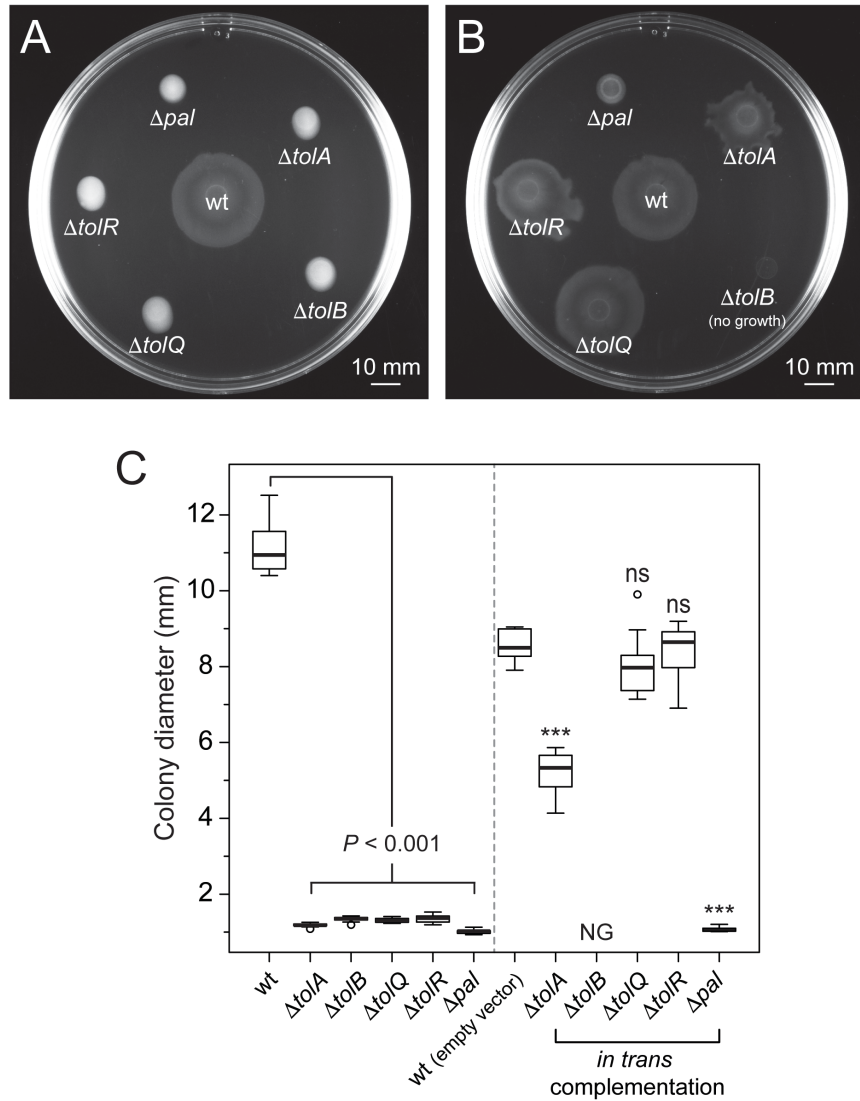 A
Δpal
ΔtolA
wt
ΔtolR
ΔtolB
ΔtolQ
10 mm
B
Δpal
ΔtolA
wt
ΔtolR
ΔtolB
(no growth)
ΔtolQ
10 mm
C
Colony diameter (mm)
12
10
8
6
4
2
P < 0.001
ns
ns
***
***
NG
wt
ΔtolA
ΔtolB
ΔtolQ
ΔtolR
Δpal
wt (empty vector)
ΔtolA
ΔtolB
ΔtolQ
ΔtolR
Δpal
in trans
complementation